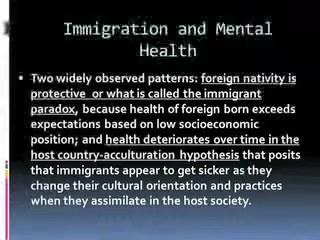 Immigration and Mental
Health
Two widely observed patterns: foreign nativity is
protective or what is called the immigrant
paradox, because health of foreign born exceeds
expectations based on low socioeconomic
position; and health deteriorates over time in the
host country-acculturation hypothesis that posits
that immigrants appear to get sicker as they
change their cultural orientation and practices
when they assimilate in the host society.